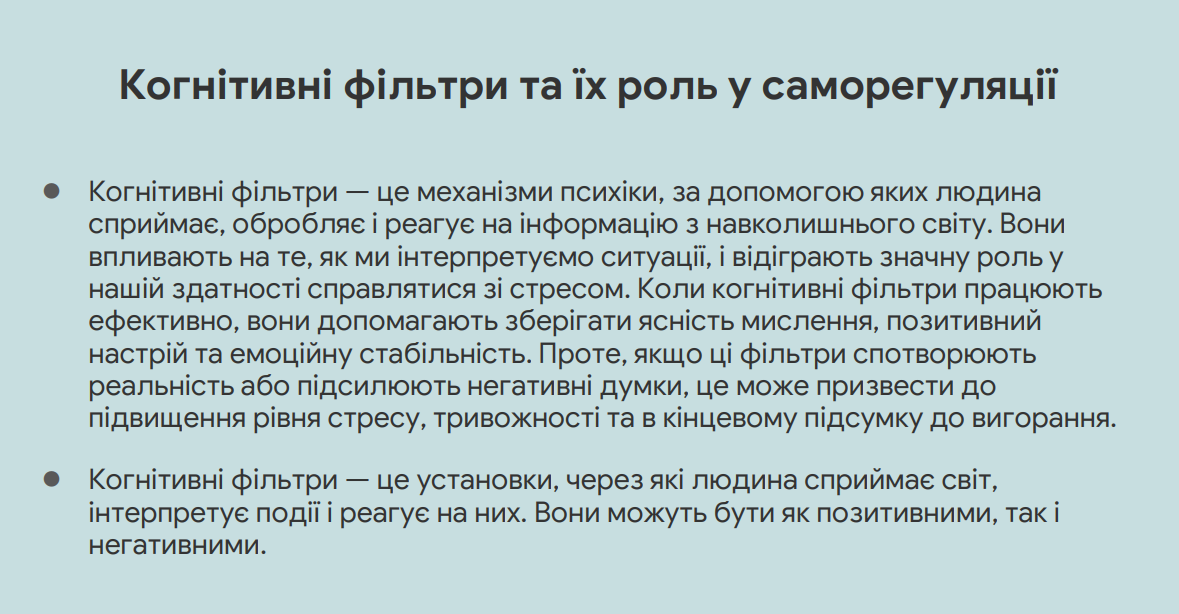 Когнітивні фільтри та їх роль у саморегуляції
● Когнітивні фільтри — це механізми психіки, за допомогою яких людина
сприймає, обробляє і реагує на інформацію з навколишнього світу. Вони
впливають на те, як ми інтерпретуємо ситуації, і відіграють значну роль у
нашій здатності справлятися зі стресом. Коли когнітивні фільтри працюють
ефективно, вони допомагають зберігати ясність мислення, позитивний
настрій та емоційну стабільність. Проте, якщо ці фільтри спотворюють
реальність або підсилюють негативні думки, це може призвести до
підвищення рівня стресу, тривожності та в кінцевому підсумку до вигорання.
● Когнітивні фільтри — це установки, через які людина сприймає світ,
інтерпретує події і реагує на них. Вони можуть бути як позитивними, так і
негативними.